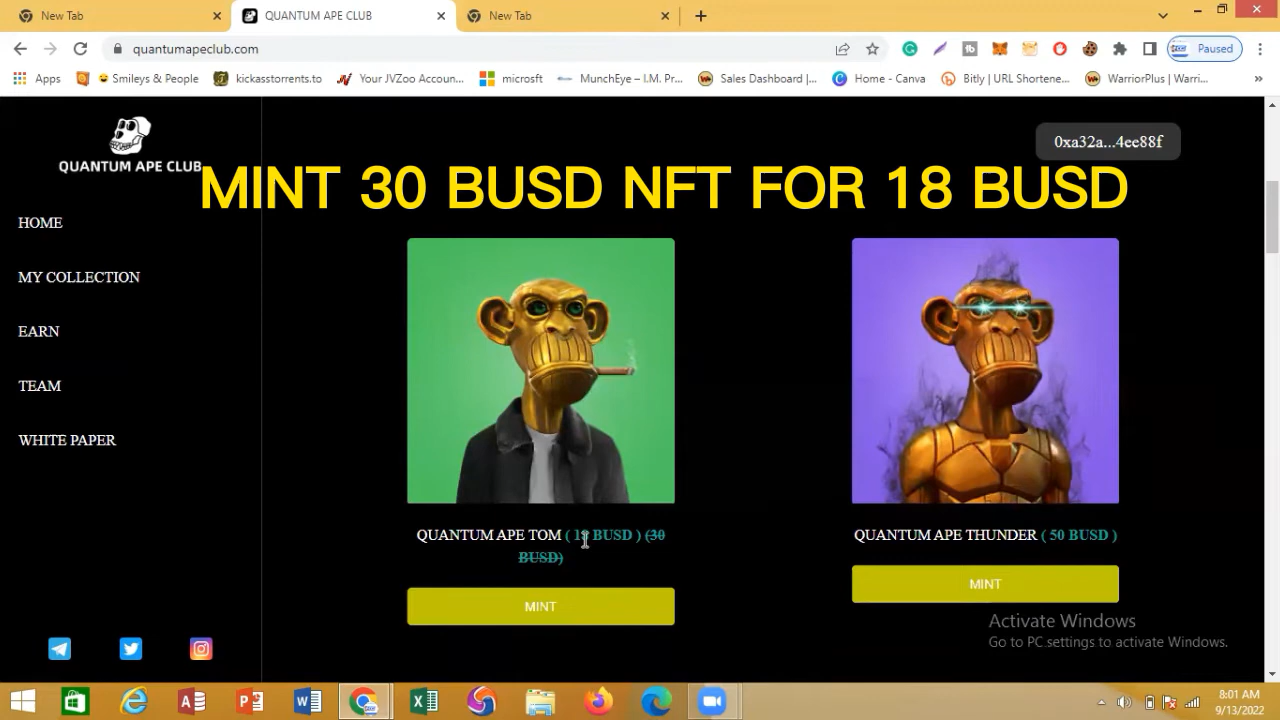 New Tab
QUANTUM APE CLUB
New Tab
quantumapeclub.com
Paused
Apps
Smileys & People
kickasstorrents.to
Your JVZoo Accoun...
microsft
MunchEye – I.M. Pr...
Sales Dashboard |...
Home - Canva
Bitly | URL Shortene...
WarriorPlus | Warri...
QUANTUM APE CLUB
0xa32a...4ee88f
MINT 30 BUSD NFT FOR 18 BUSD
HOME
MY COLLECTION
EARN
TEAM
WHITE PAPER
QUANTUM APE TOM ( 18 BUSD ) (30
BUSD)
MINT
QUANTUM APE THUNDER ( 50 BUSD )
MINT
Activate Windows
Go to PC settings to activate Windows.
8:01 AM
9/13/2022